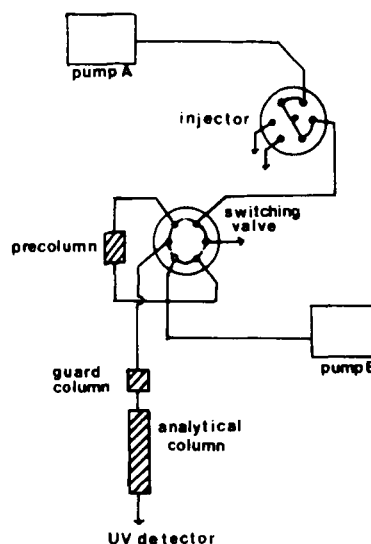 pump A
injector
switching
valve
precolumn
pump B
guard
column
analytical
column
UV detector